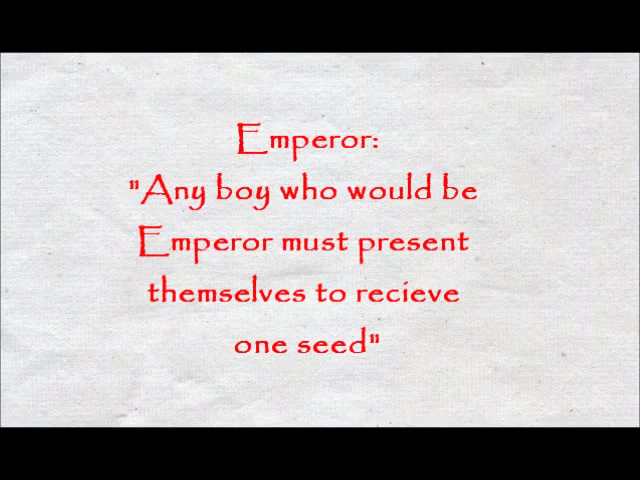 Emperor:
"Any boy who would be
Emperor must present
themselves to recieve
one seed"